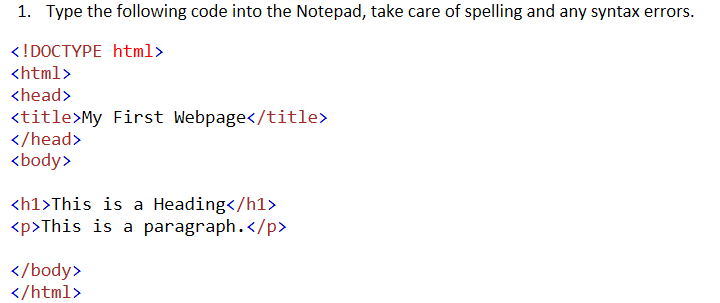 1. Type the following code into the Notepad, take care of spelling and any syntax errors.
<!DOCTYPE html>
<html>
<head>
<title>My First Webpage</title>
</head>
<body>
<h1>This is a Heading</h1>
<p>This is a paragraph.</p>
</body>
</html>